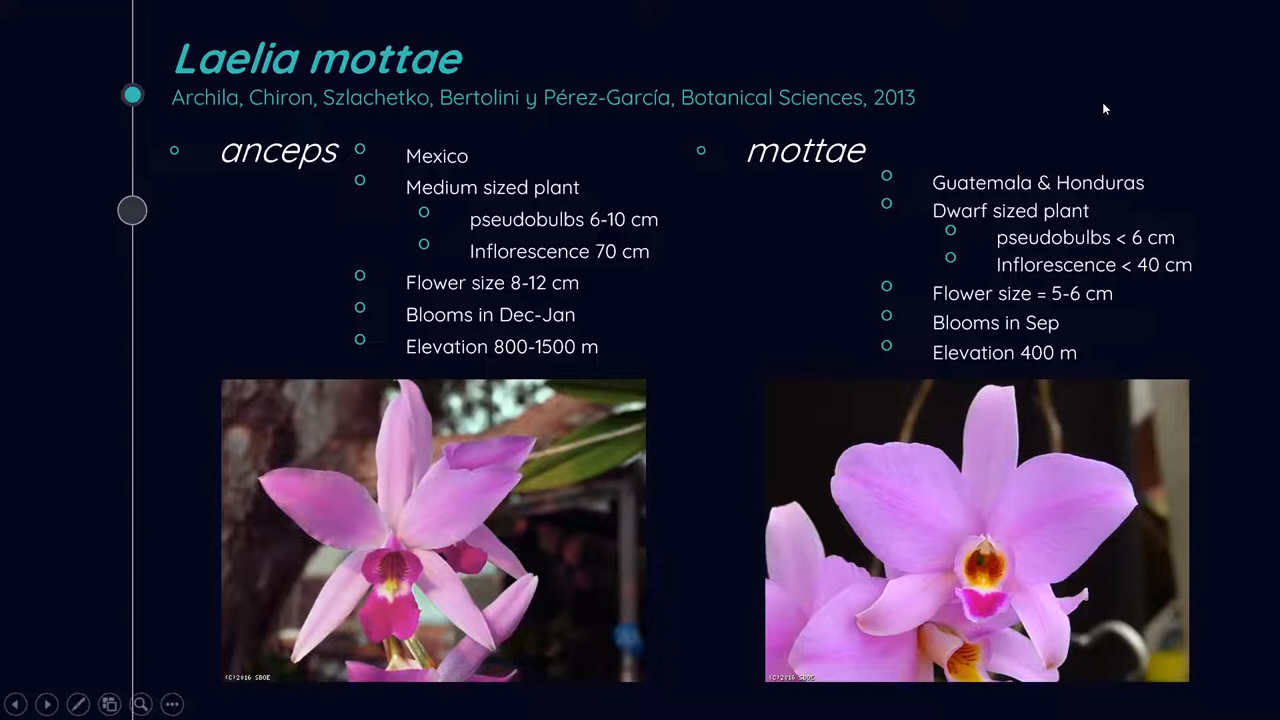 Laelia mottae
Archila, Chiron, Szlachetko, Bertolini y Pérez-García, Botanical Sciences, 2013
anceps
Mexico
Medium sized plant
pseudobulbs 6-10 cm
Inflorescence 70 cm
Flower size 8-12 cm
Blooms in Dec-Jan
Elevation 800-1500 m
mottae
Guatemala & Honduras
Dwarf sized plant
pseudobulbs < 6 cm
Inflorescence < 40 cm
Flower size = 5-6 cm
Blooms in Sep
Elevation 400 m
(C)2016 SBOE
(C)2016 SBOE